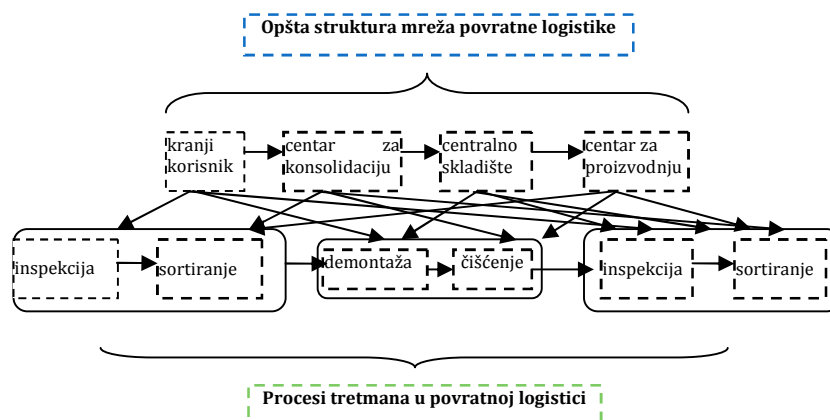 Opšta struktura mreža povratne logistike
kranji
korisnik
centar za
konsolidaciju
centralno
skladište
centar za
proizvodnju
inspekcija
sortiranje
demontaža
čišćenje
inspekcija
sortiranje
Procesi tretmana u povratnoj logistici